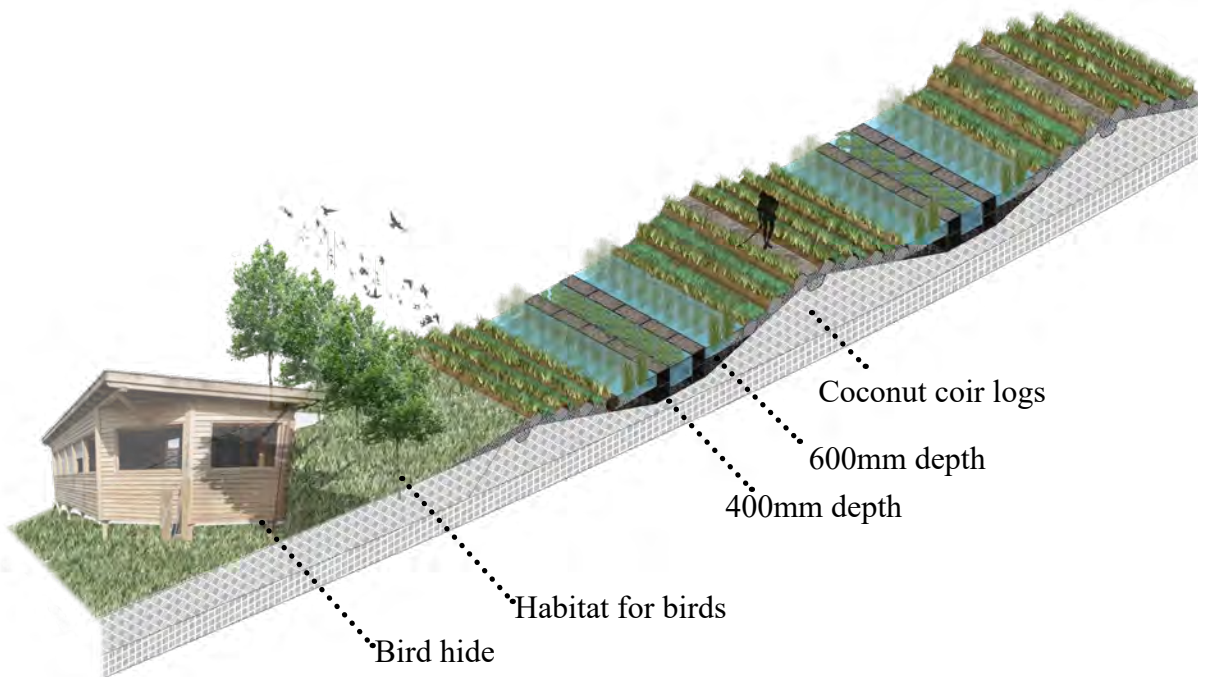 Coconut coir logs
600mm depth
400mm depth
Habitat for birds
Bird hide